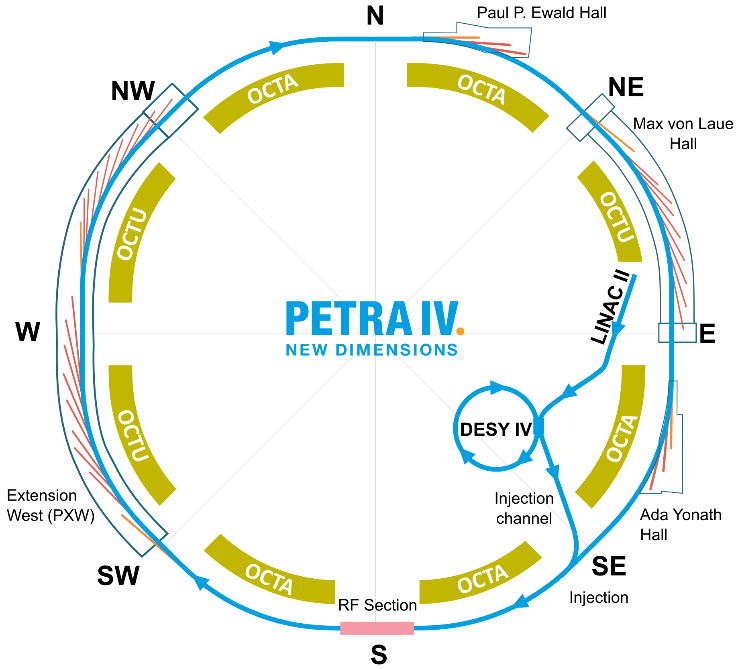 Paul P. Ewald Hall
N
NW
OCTA
OCTA
NE
Max von Laue
Hall
OCTU
OCTU
LINAC II
PETRA IV.
NEW DIMENSIONS
W
E
OCTU
OCTA
DESY IV
Injection
channel
Extension
West (PXW)
Ada Yonath
Hall
SW
OCTA
OCTA
SE
RF Section
Injection
S